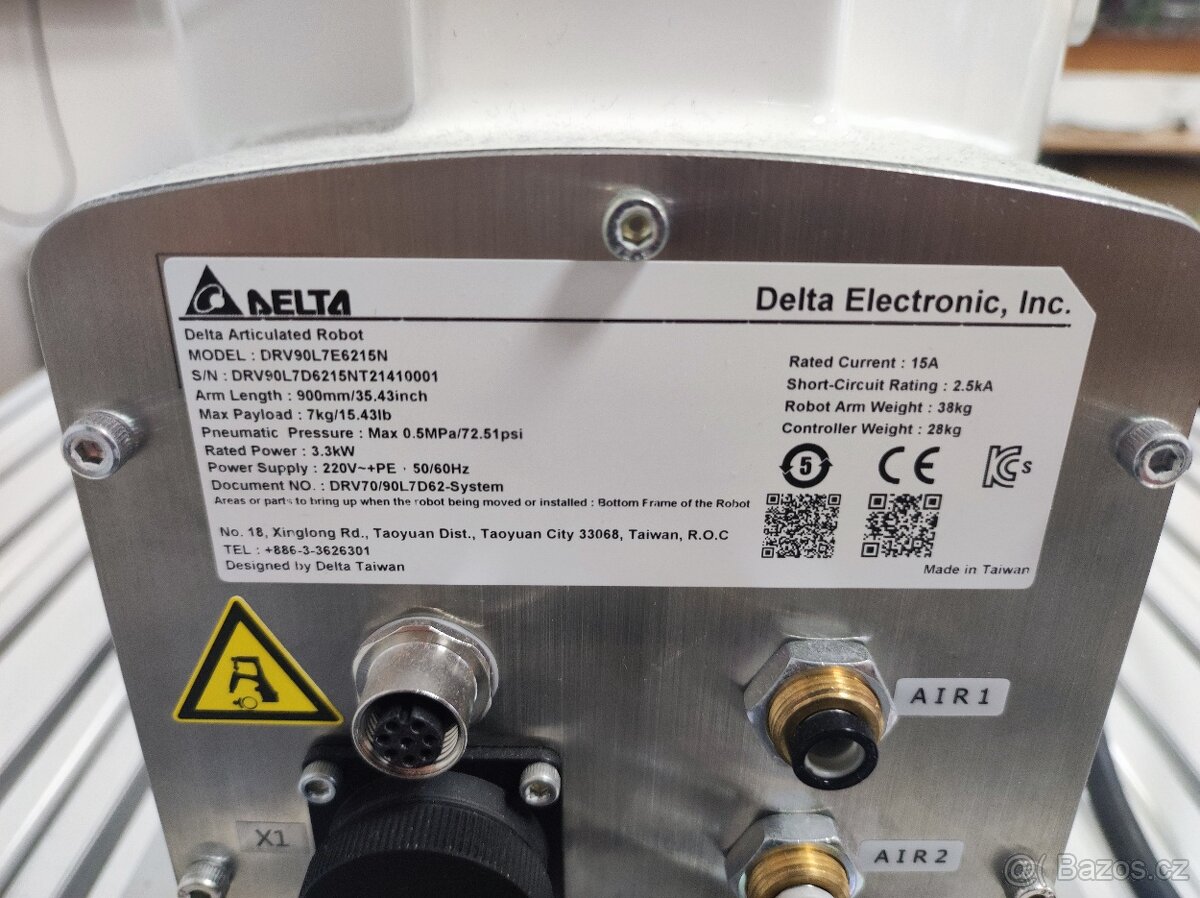 DELTA
Delta Electronic, Inc.
Delta Articulated Robot
MODEL : DRV90L7E6215N
S/N : DRV90L7D6215NT21410001
Arm Length : 900mm/35.43inch
Max Payload : 7kg/15.43lb
Pneumatic Pressure : Max 0.5MPa/72.51psi
Rated Power : 3.3kW
Power Supply : 220V~+PE · 50/60Hz
Document NO. : DRV70/90L7D62-System
Areas or parts to bring up when the robot being moved or installed : Bottom Frame of the Robot
No. 18, Xinglong Rd., Taoyuan Dist., Taoyuan City 33068, Taiwan, R.O.C
TEL : +886-3-3626301
Designed by Delta Taiwan
Rated Current : 15A
Short-Circuit Rating : 2.5kA
Robot Arm Weight : 38kg
Controller Weight : 28kg
5
CE
KC s
Made in Taiwan
AIR1
X1
AIR2
Bazos.cz